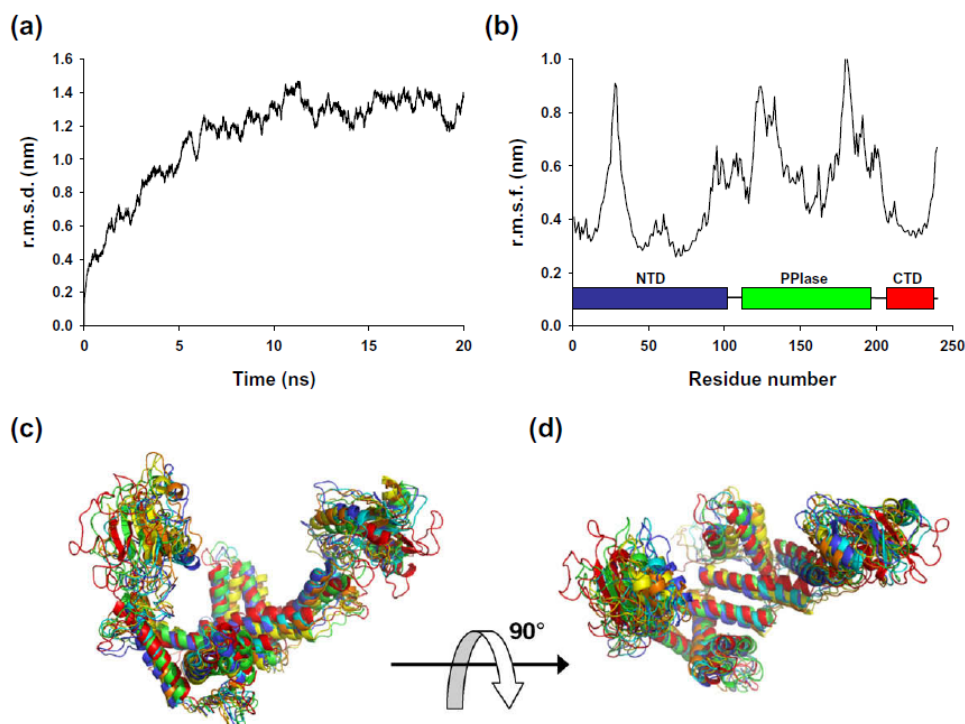 (a)
r.m.s.d. (nm)
1.6
1.4
1.2
1.0
0.8
0.6
0.4
0.2
0.0
0
5
10
15
20
Time (ns)
(b)
r.m.s.f. (nm)
1.0
0.8
0.6
0.4
0.2
0.0
NTD
PPIase
CTD
0
50
100
150
200
250
Residue number
(c)
90°
(d)